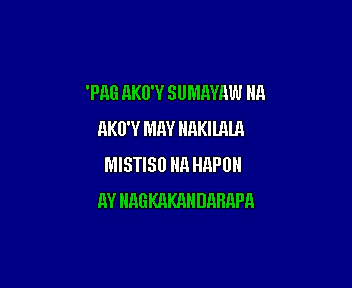 'PAG AKO'Y SUMAYAW NA
AKO'Y MAY NAKILALA
MISTISO NA HAPON
AY NAGKAKANDARAPA